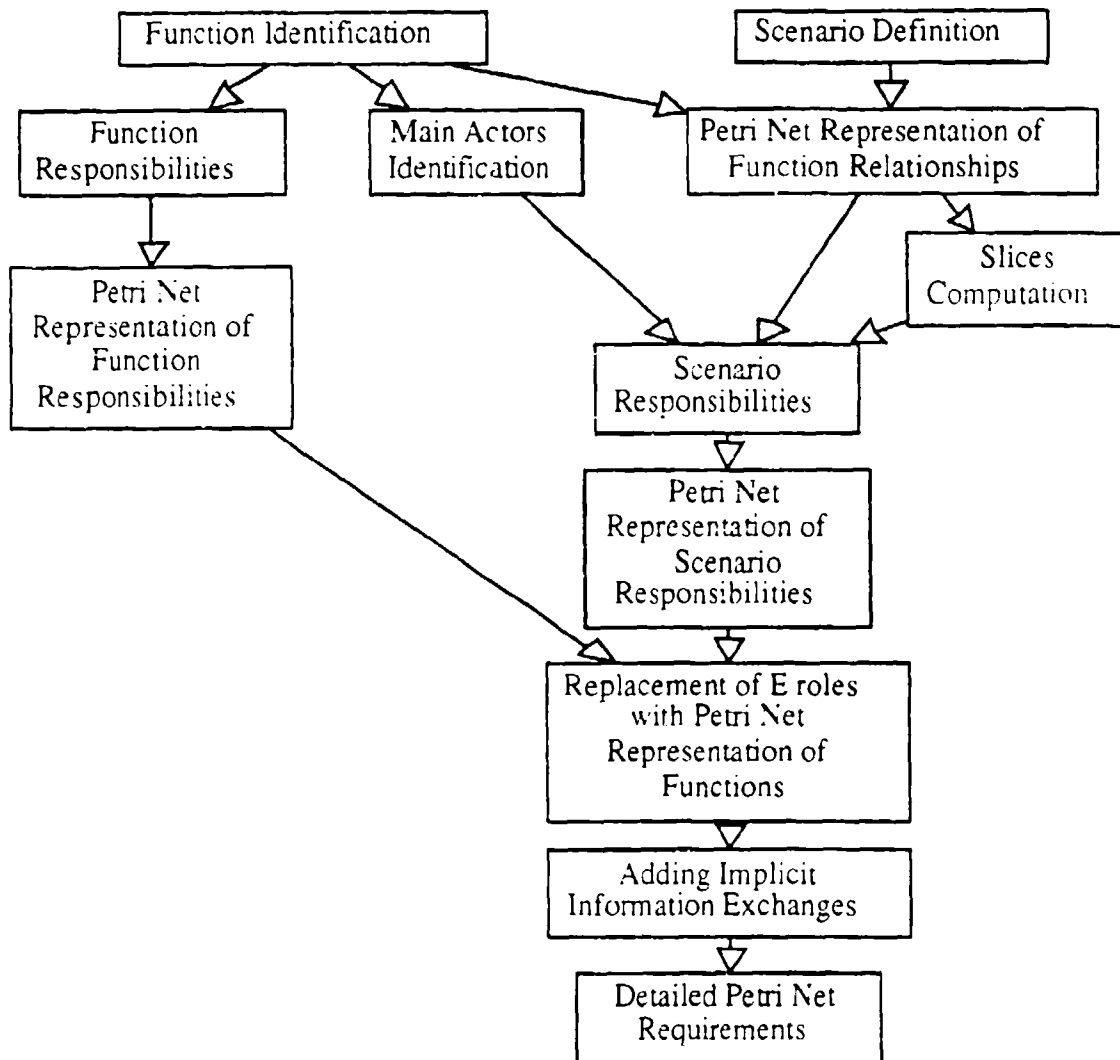 Function Identification
Scenario Definition
Function
Responsibilities
Main Actors
Identification
Petri Net Representation of
Function Relationships
Slices
Computation
Petri Net
Representation of
Function
Responsibilities
Scenario
Responsibilities
Petri Net
Representation of
Scenario
Responsibilities
Replacement of E roles
with Petri Net
Representation of
Functions
Adding Implicit
Information Exchanges
Detailed Petri Net
Requirements